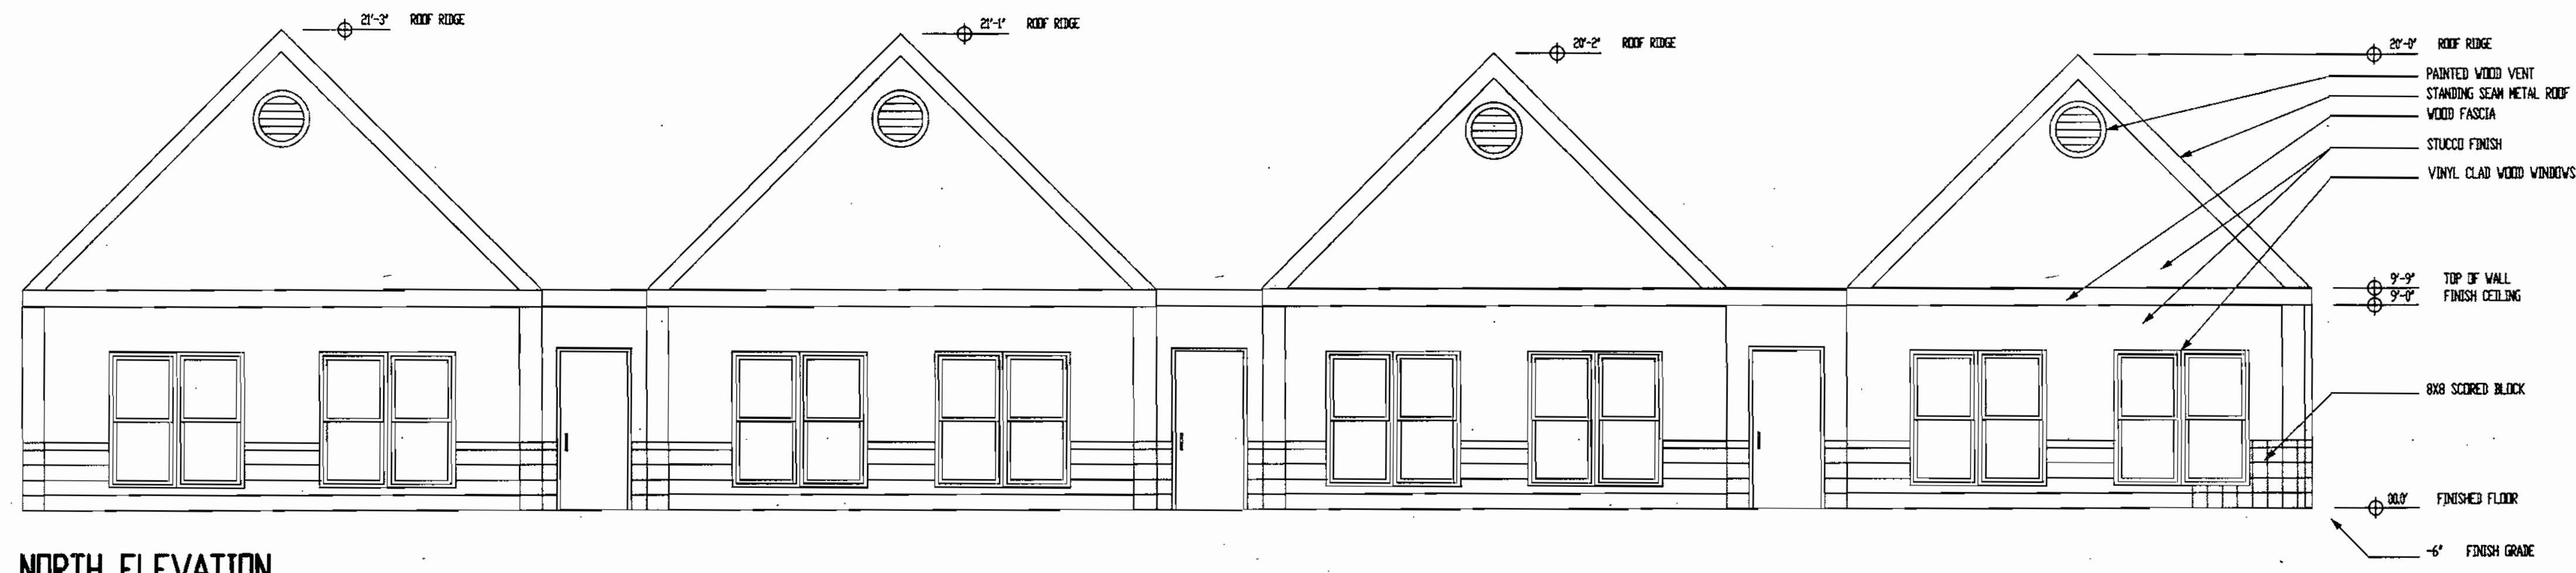 21'-3" ROOF RIDGE
21'-1" ROOF RIDGE
20'-2" ROOF RIDGE
20'-0" ROOF RIDGE
PAINTED WOOD VENT
STANDING SEAM METAL ROOF
WOOD FASCIA
STUCCO FINISH
VINYL CLAD WOOD WINDOWS
9'-9" TOP OF WALL
9'-0" FINISH CEILING
8X8 SCORED BLOCK
00.0' FINISHED FLOOR
-6" FINISH GRADE
NORTH ELEVATION